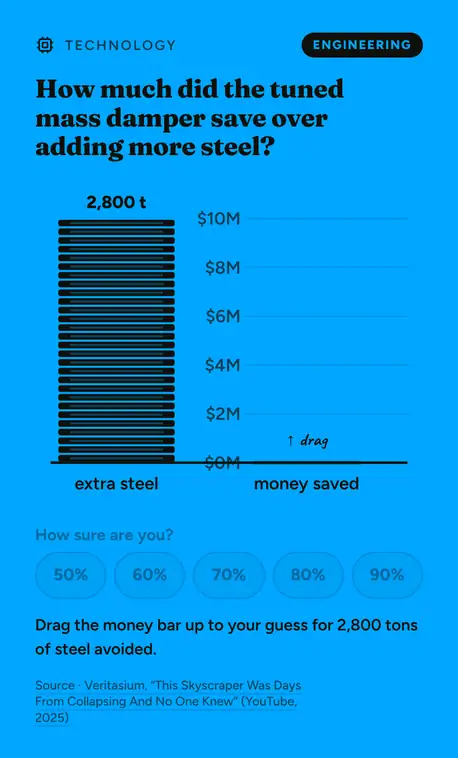 TECHNOLOGY
ENGINEERING
How much did the tuned
mass damper save over
adding more steel?
2,800 t
$10M
$8M
$6M
$4M
$2M
↑ drag
$0M
extra steel
money saved
How sure are you?
50%
60%
70%
80%
90%
Drag the money bar up to your guess for 2,800 tons
of steel avoided.
Source · Veritasium, "This Skyscraper Was Days
From Collapsing And No One Knew" (YouTube,
2025)